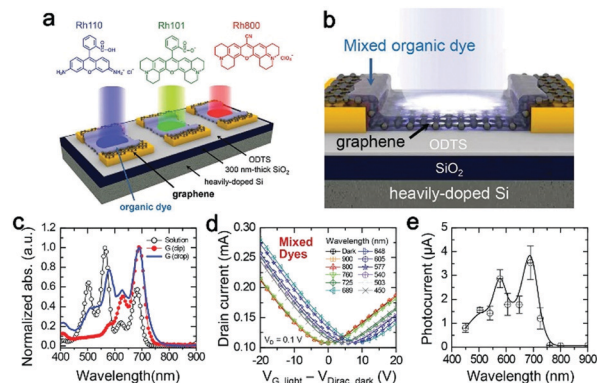 a
Rh110
Rh101
Rh800
ODTS
300 nm-thick SiO2
heavily-doped Si
graphene
organic dye
b
Mixed organic dye
graphene
ODTS
SiO2
heavily-doped Si
c
Normalized abs. (a.u.)
1.0
0.8
0.6
0.4
0.2
0.0
Solution
G (dip)
G (drop)
400 500 600 700 800 900
Wavelength(nm)
d
Drain current (mA)
0.30
0.25
0.20
0.15
0.10
Mixed
Dyes
Wavelength (nm)
Dark 648
900 605
800 577
760 540
725 503
689 450
VD = 0.1 V
-20 -10 0 10 20
VG_light – VDirac_dark (V)
e
Photocurrent (µA)
5
4
3
2
1
0
400 500 600 700 800 900
Wavelength (nm)